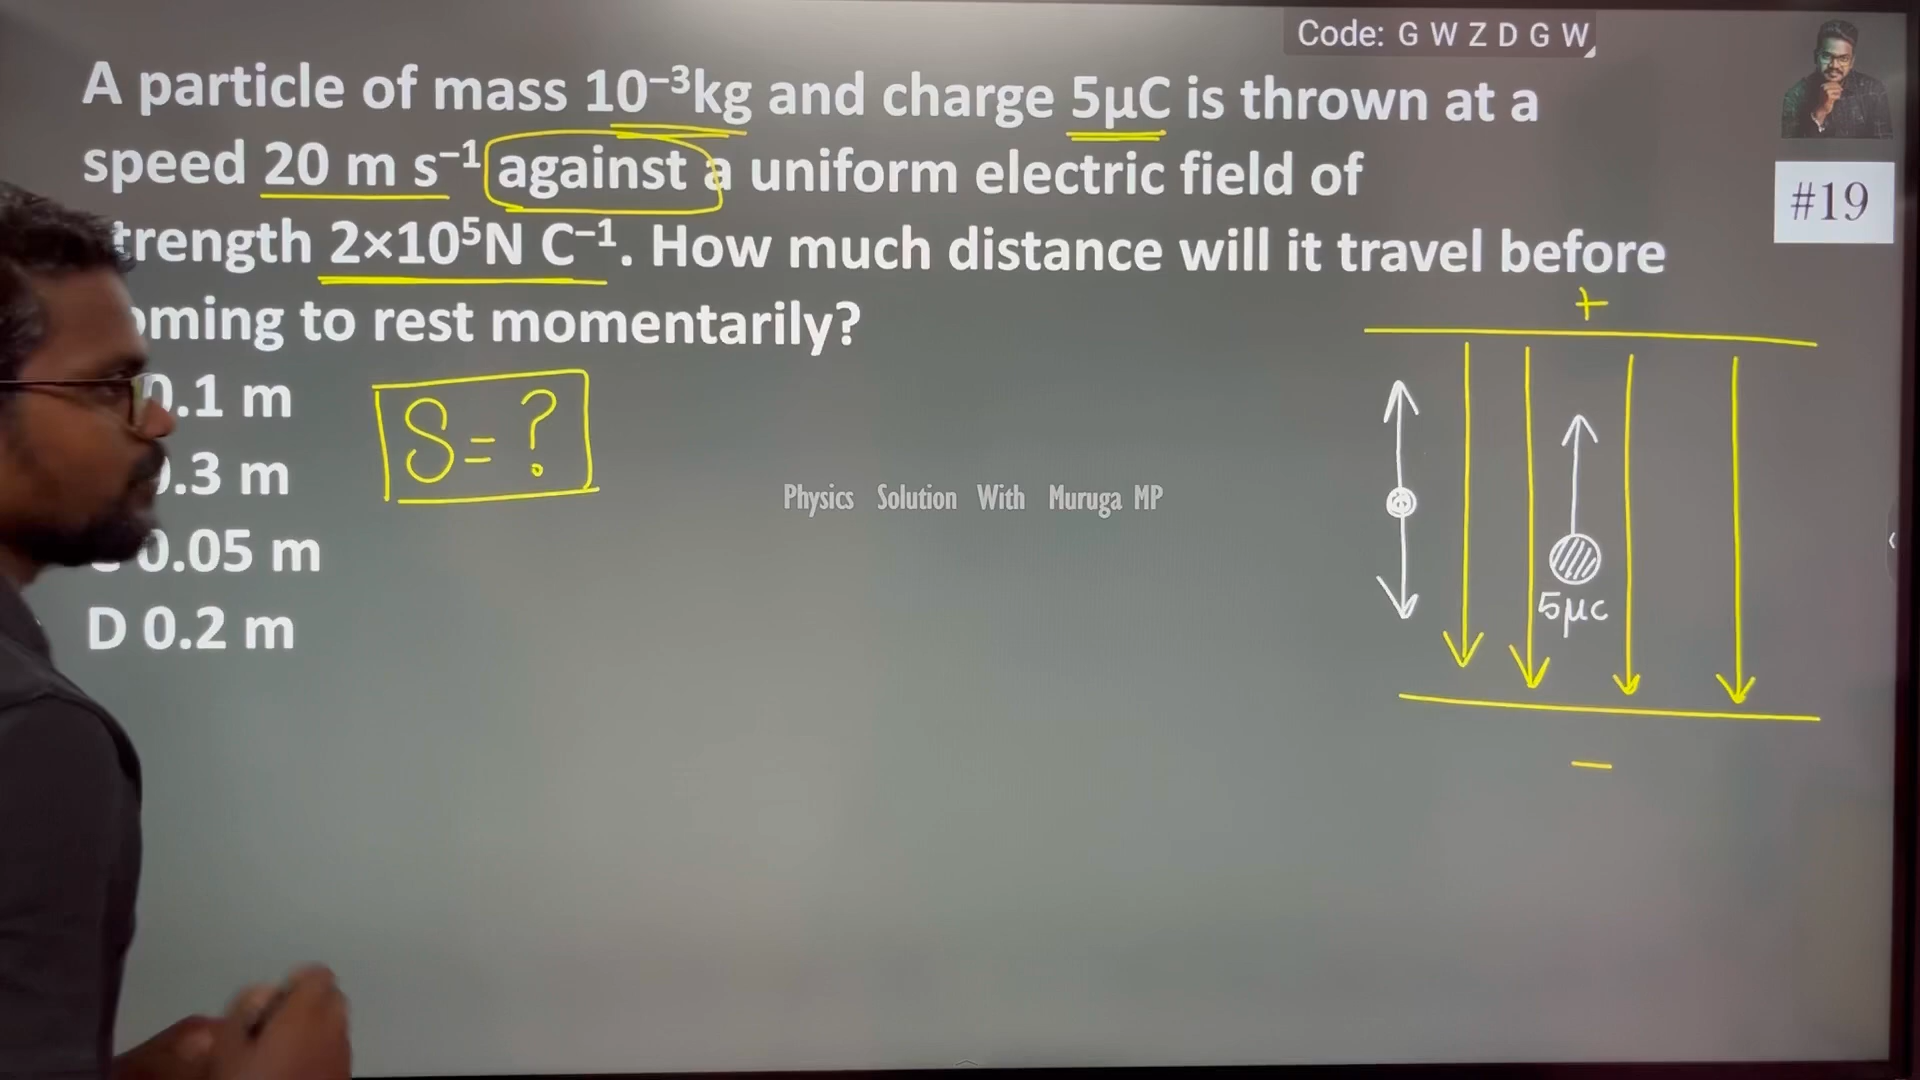 Code: G W Z D G W
A particle of mass 10⁻³kg and charge 5μC is thrown at a
speed 20 m s⁻¹ against a uniform electric field of
trength 2×10⁵N C⁻¹. How much distance will it travel before
ming to rest momentarily?
#19
+
0.1 m
.3 m
S= ?
Physics Solution With Muruga MP
0.05 m
5μc
D 0.2 m
−